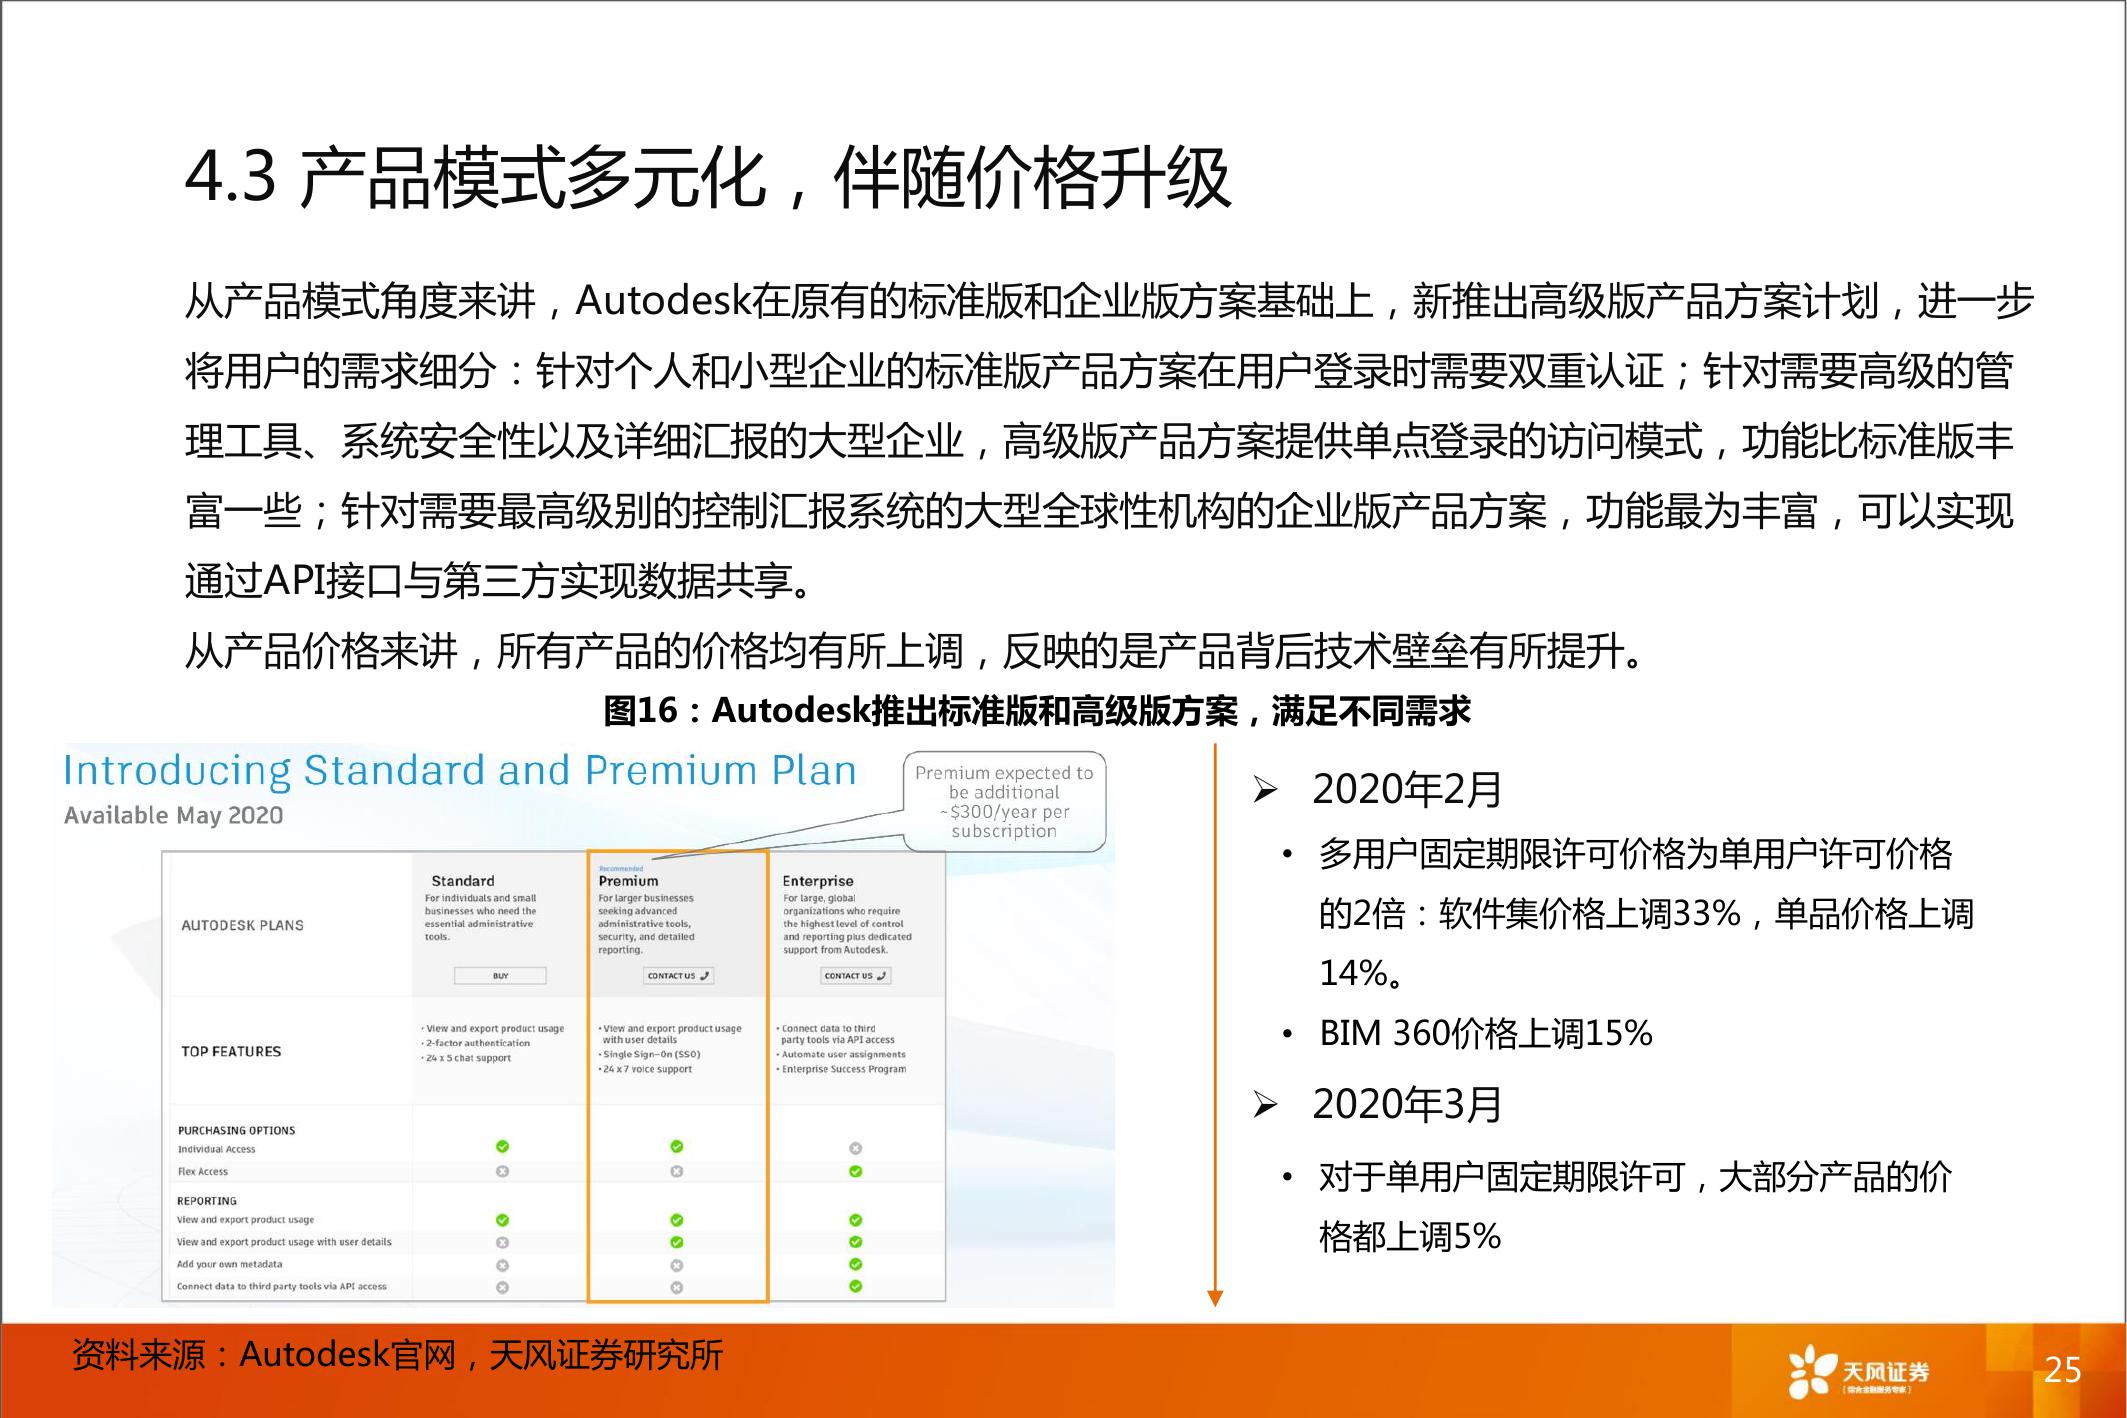 4.3 产品模式多元化，伴随价格升级
从产品模式角度来讲，Autodesk在原有的标准版和企业版方案基础上，新推出高级版产品方案计划，进一步
将用户的需求细分：针对个人和小型企业的标准版产品方案在用户登录时需要双重认证；针对需要高级的管
理工具、系统安全性以及详细汇报的大型企业，高级版产品方案提供单点登录的访问模式，功能比标准版丰
富一些；针对需要最高级别的控制汇报系统的大型全球性机构的企业版产品方案，功能最为丰富，可以实现
通过API接口与第三方实现数据共享。
从产品价格来讲，所有产品的价格均有所上调，反映的是产品背后技术壁垒有所提升。
图16：Autodesk推出标准版和高级版方案，满足不同需求
Introducing Standard and Premium Plan
Available May 2020
Premium expected to
be additional
~$300/year per
subscription
AUTODESK PLANS
Standard
For individuals and small
businesses who need the
essential administrative
tools.
BUY
Recommended
Premium
For larger businesses
seeking advanced
administrative tools,
security, and detailed
reporting.
CONTACT US
Enterprise
For large, global
organizations who require
the highest level of control
and reporting plus dedicated
support from Autodesk.
CONTACT US
TOP FEATURES
• View and export product usage
• 2-factor authentication
• 24 x 5 chat support
• View and export product usage
with user details
• Single Sign-On (SSO)
• 24 x 7 voice support
• Connect data to third
party tools via API access
• Automate user assignments
• Enterprise Success Program
PURCHASING OPTIONS
Individual Access
Flex Access
REPORTING
View and export product usage
View and export product usage with user details
Add your own metadata
Connect data to third party tools via API access
➢ 2020年2月
• 多用户固定期限许可价格为单用户许可价格
的2倍：软件集价格上调33%，单品价格上调
14%。
• BIM 360价格上调15%
➢ 2020年3月
• 对于单用户固定期限许可，大部分产品的价
格都上调5%
资料来源：Autodesk官网，天风证券研究所
天风证券
[综合金融服务专家]
25